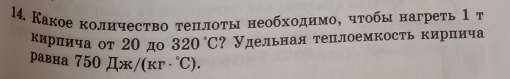 14. Какое количество теплоты необходимо, чтобы нагреть 1 т
кирпича от 20 до 320 °С? Удельная теплоемкость кирпича
равна 750 Дж/(кг · °С).